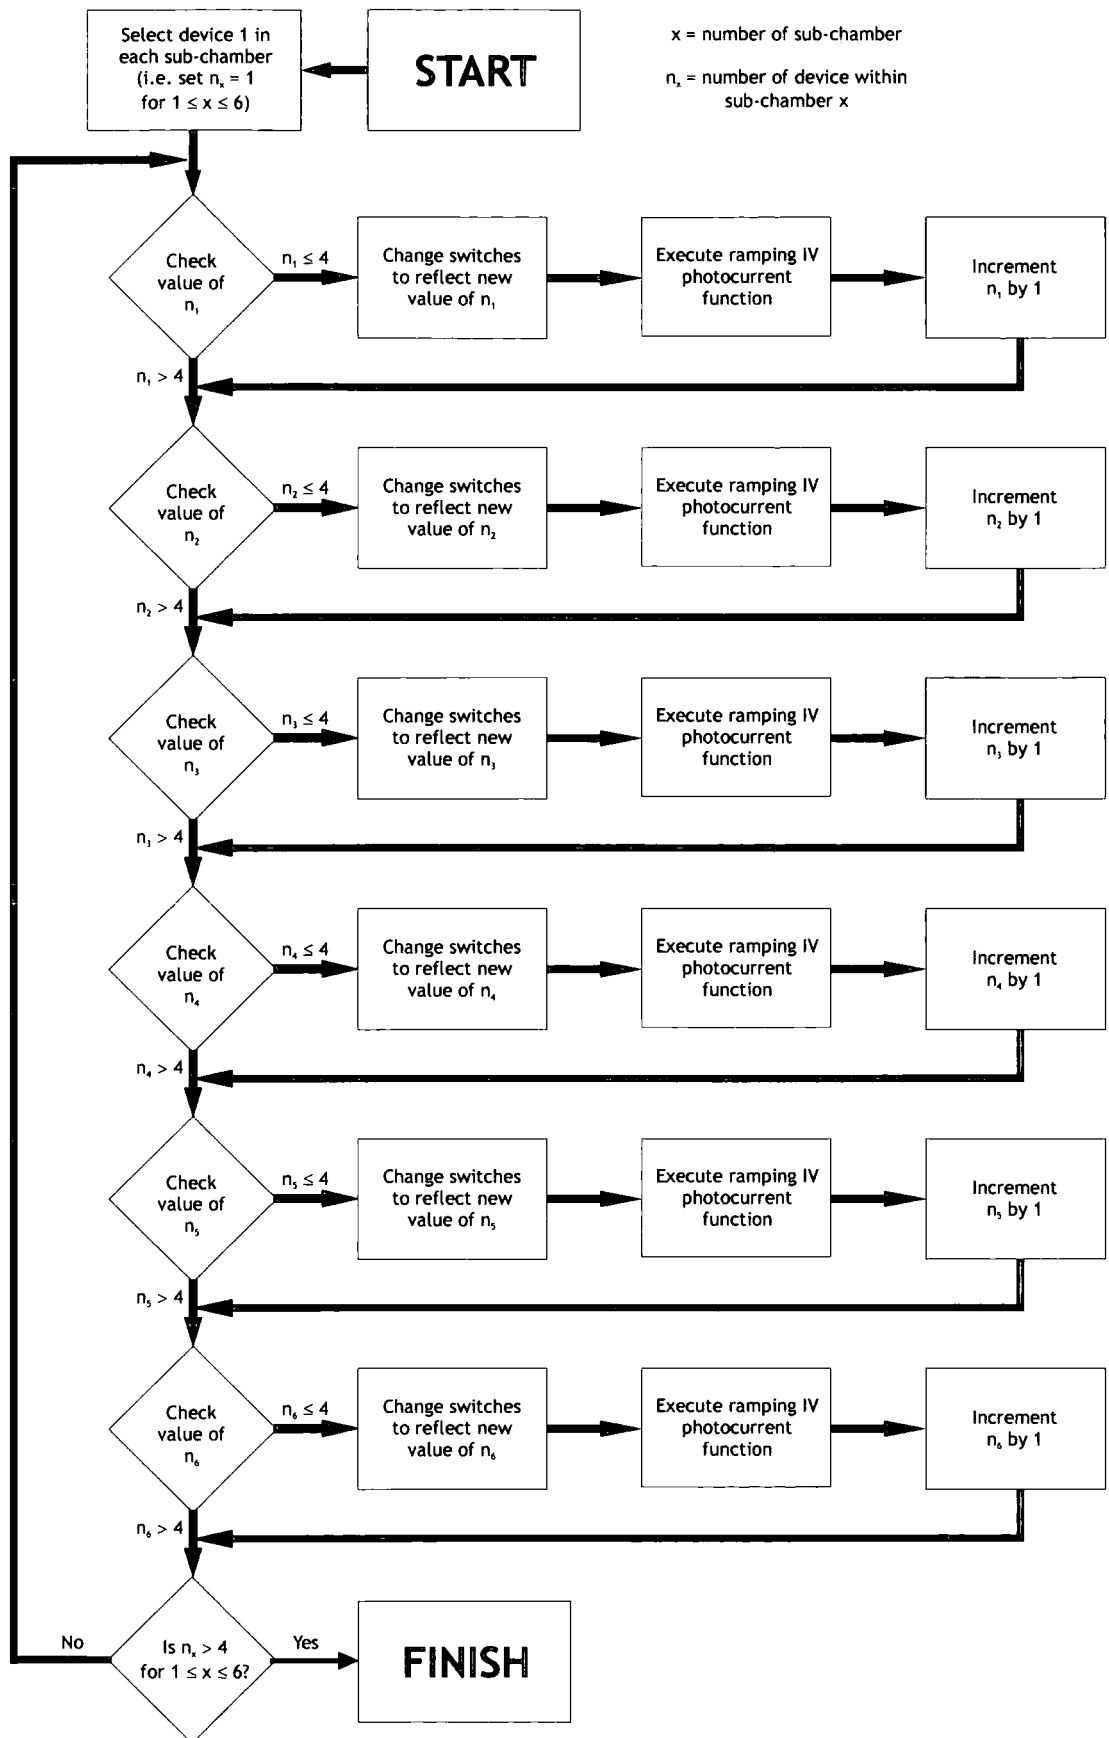 Select device 1 in
each sub-chamber
(i.e. set nₓ = 1
for 1 ≤ x ≤ 6)
START
x = number of sub-chamber
nₓ = number of device within
sub-chamber x
Check
value of
n₁
n₁ ≤ 4
Change switches
to reflect new
value of n₁
Execute ramping IV
photocurrent
function
Increment
n₁ by 1
n₁ > 4
Check
value of
n₂
n₂ ≤ 4
Change switches
to reflect new
value of n₂
Execute ramping IV
photocurrent
function
Increment
n₂ by 1
n₂ > 4
Check
value of
n₃
n₃ ≤ 4
Change switches
to reflect new
value of n₃
Execute ramping IV
photocurrent
function
Increment
n₃ by 1
n₃ > 4
Check
value of
n₄
n₄ ≤ 4
Change switches
to reflect new
value of n₄
Execute ramping IV
photocurrent
function
Increment
n₄ by 1
n₄ > 4
Check
value of
n₅
n₅ ≤ 4
Change switches
to reflect new
value of n₅
Execute ramping IV
photocurrent
function
Increment
n₅ by 1
n₅ > 4
Check
value of
n₆
n₆ ≤ 4
Change switches
to reflect new
value of n₆
Execute ramping IV
photocurrent
function
Increment
n₆ by 1
n₆ > 4
No
Is nₓ > 4
for 1 ≤ x ≤ 6?
Yes
FINISH